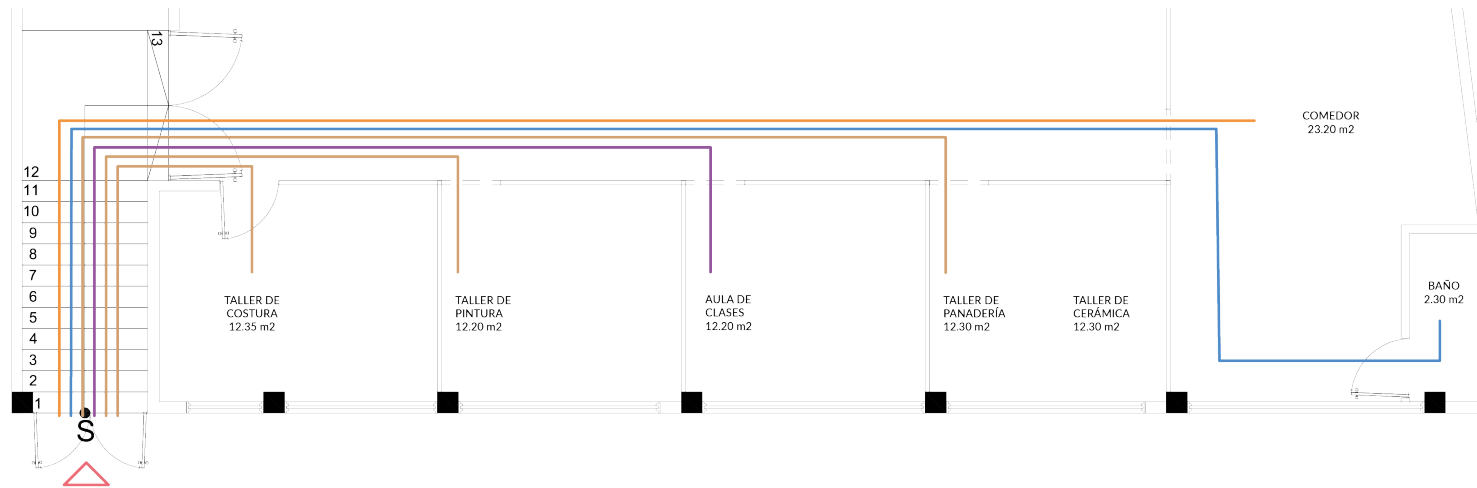 13
COMEDOR
23.20 m2
12
11
10
9
8
7
6
5
4
3
2
1
S
TALLER DE
COSTURA
12.35 m2
TALLER DE
PINTURA
12.20 m2
AULA DE
CLASES
12.20 m2
TALLER DE
PANADERÍA
12.30 m2
TALLER DE
CERÁMICA
12.30 m2
BAÑO
2.30 m2